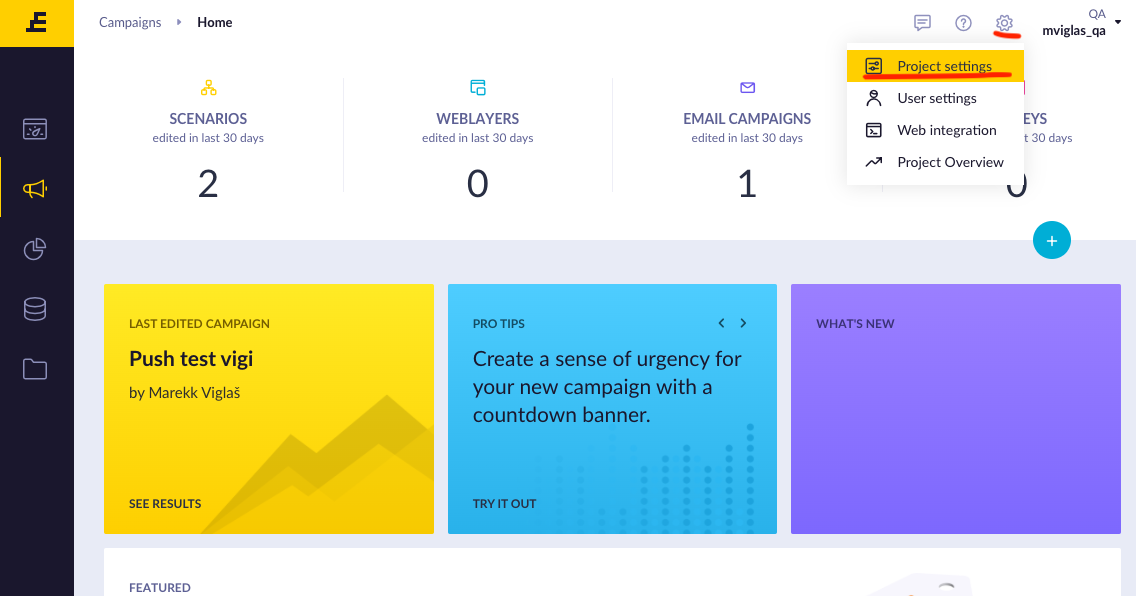 Campaigns Home
QA
mviglas_qa
Project settings
User settings
Web integration
Project Overview
SCENARIOS
edited in last 30 days
2
WEBLAYERS
edited in last 30 days
0
EMAIL CAMPAIGNS
edited in last 30 days
1
EYS
t 30 days
0
+
LAST EDITED CAMPAIGN
Push test vigi
by Marekk Viglaš
SEE RESULTS
PRO TIPS
Create a sense of urgency for
your new campaign with a
countdown banner.
TRY IT OUT
WHAT'S NEW
FEATURED